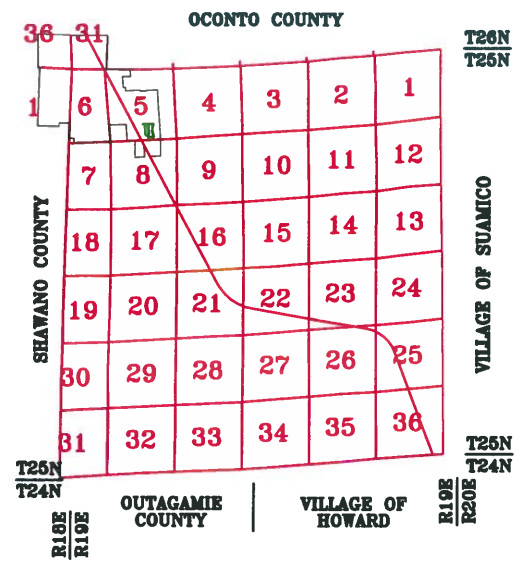 OCONTO COUNTY
36 31
T26N
T25N
1 6 5 4 3 2 1
7 8 9 10 11 12
18 17 16 15 14 13
19 20 21 22 23 24
30 29 28 27 26 25
31 32 33 34 35 36
SHAWANO COUNTY
VILLAGE OF SUAMICO
T25N
T24N
T25N
T24N
OUTAGAMIE
COUNTY
VILLAGE OF
HOWARD
R18E
R19E
R19E
R20E